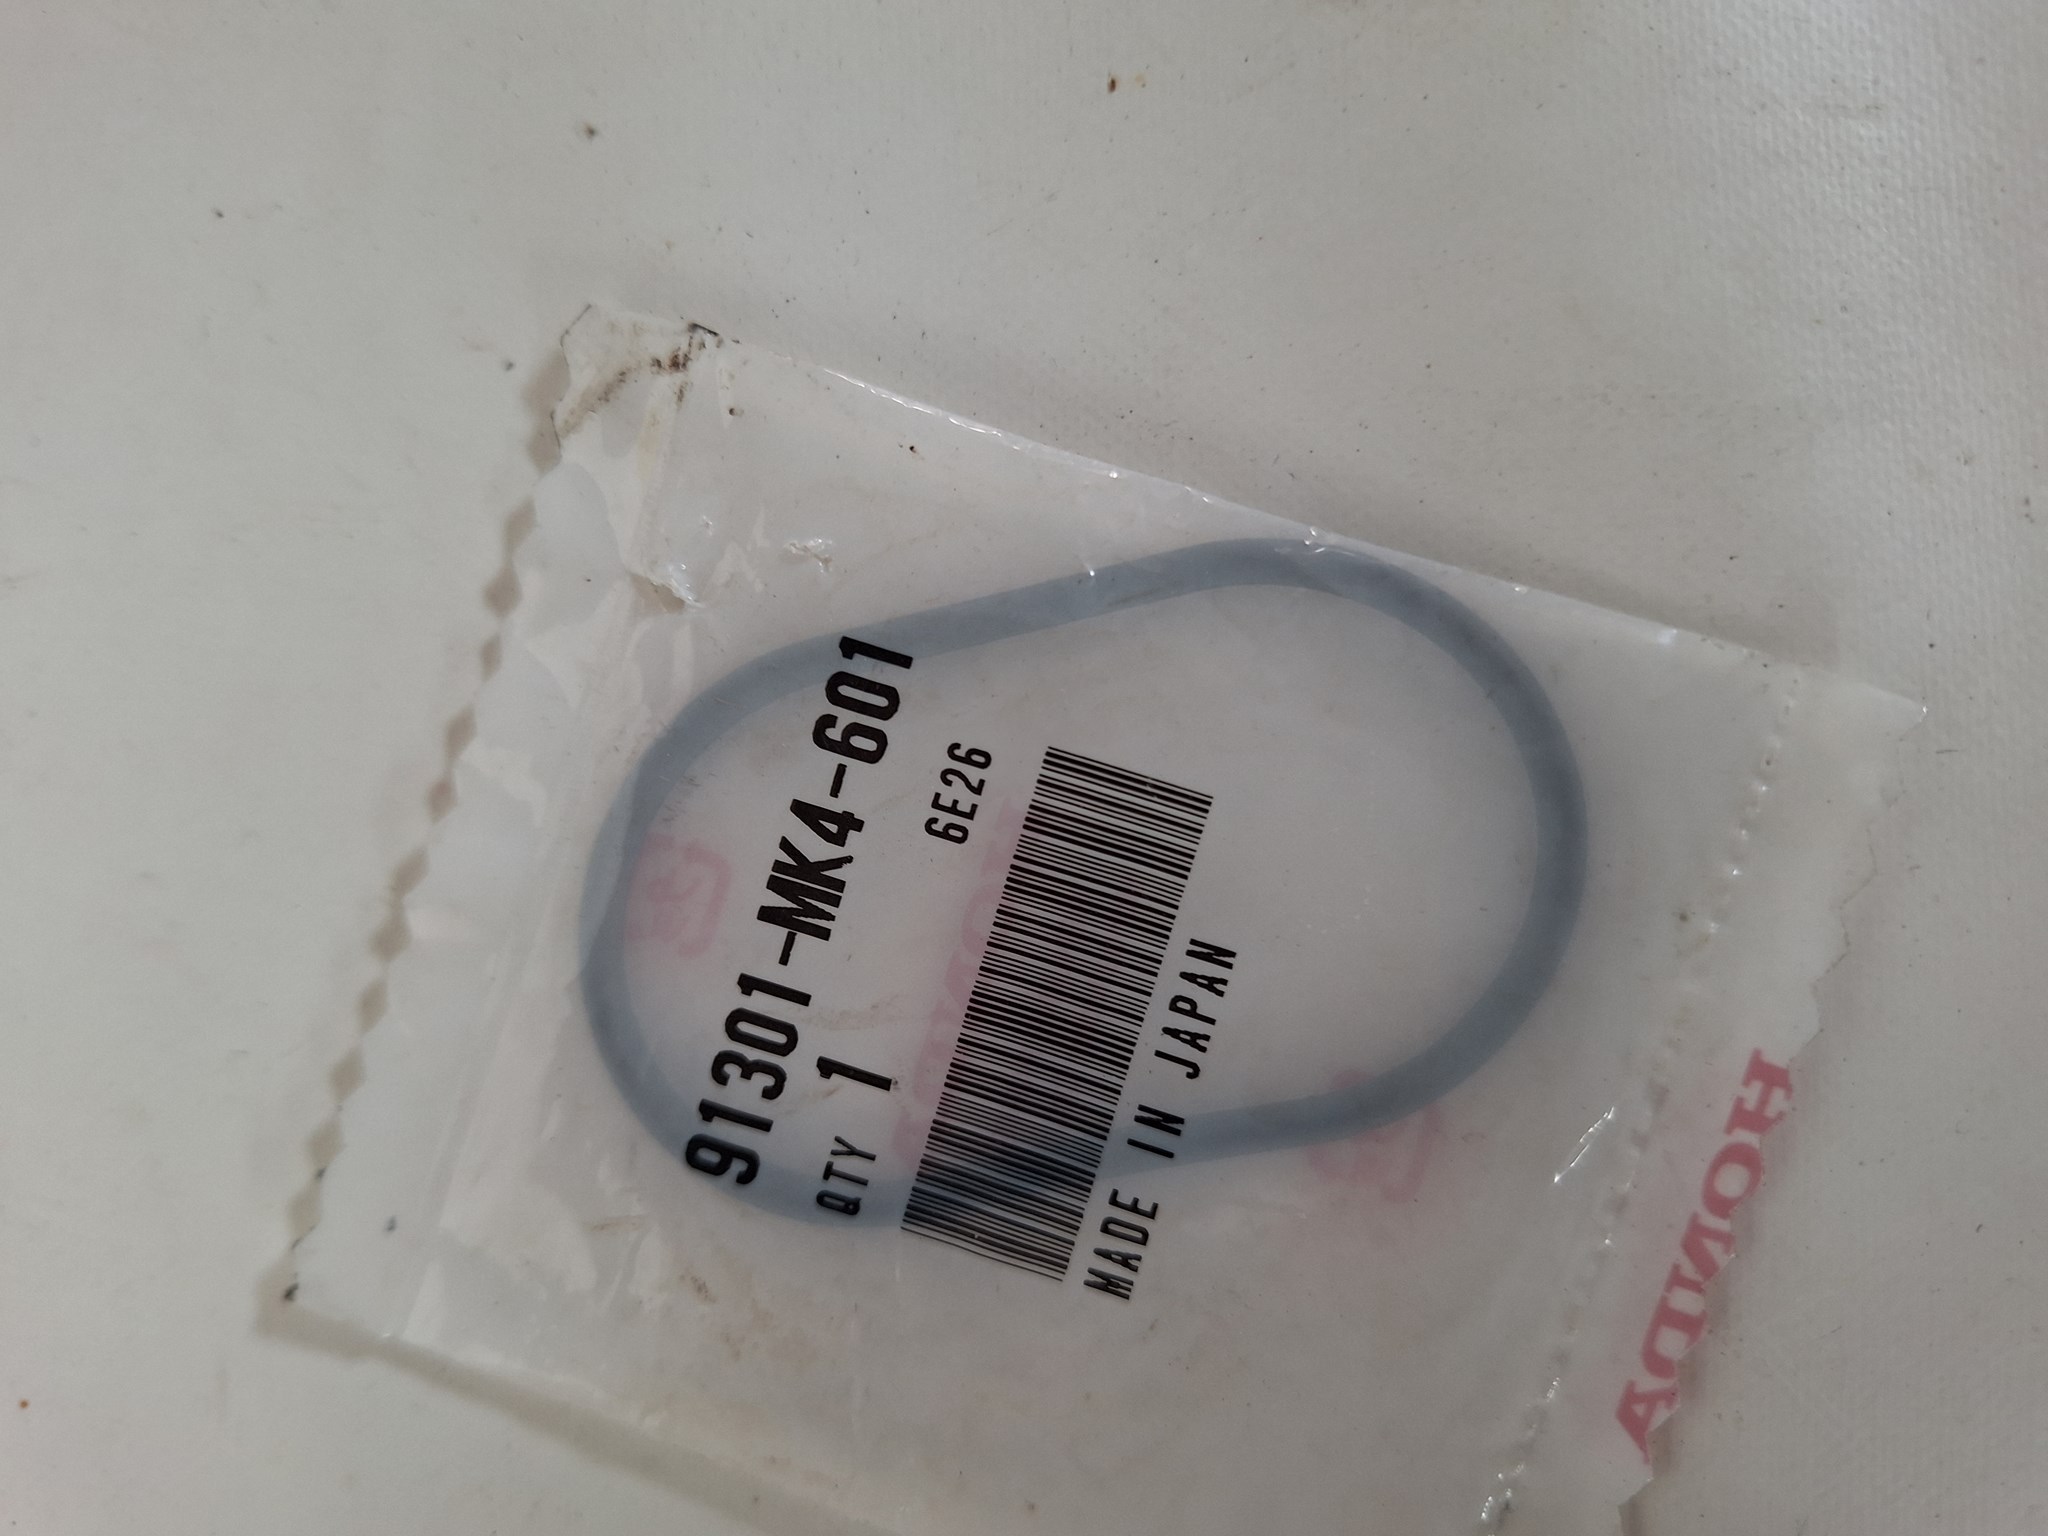 91301-MK4-601
QTY 1
6E26
MADE IN JAPAN
HONDA